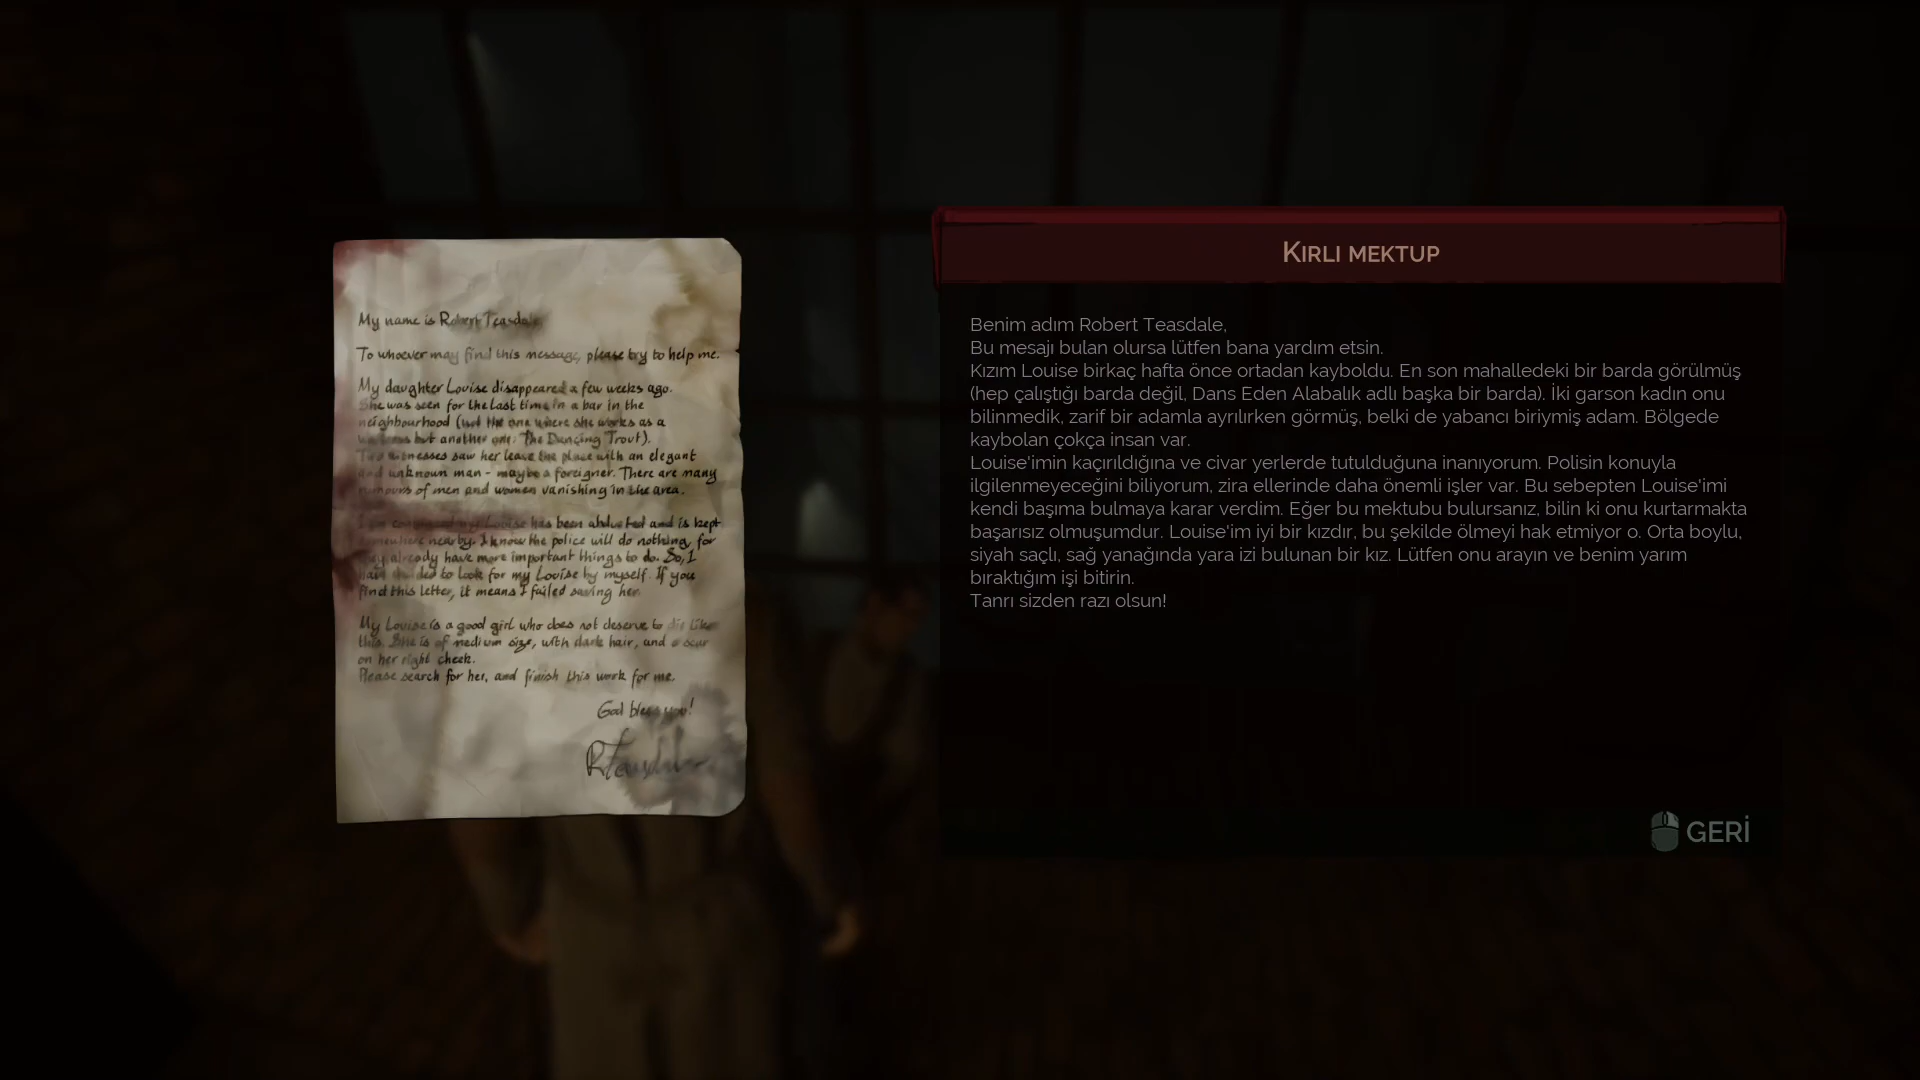 My name is Robert Teasdale,
To whoever may find this message, please try to help me.
My daughter Louise disappeared a few weeks ago.
She was seen for the last time in a bar in the
neighbourhood (not the one where she works as a
waitress but another one: The Dancing Trout).
Two witnesses saw her leave the place with an elegant
and unknown man - maybe a foreigner. There are many
rumours of men and women vanishing in the area.
I am convinced my Louise has been abducted and is kept
somewhere nearby. I know the police will do nothing, for
they already have more important things to do. So, I
have decided to look for my Louise by myself. If you
find this letter, it means I failed saving her.
My Louise is a good girl who does not deserve to die like
this. She is of medium size, with dark hair, and a scar
on her right cheek.
Please search for her, and finish this work for me.
God bless you!
KIRLI MEKTUP
Benim adım Robert Teasdale,
Bu mesajı bulan olursa lütfen bana yardım etsin.
Kızım Louise birkaç hafta önce ortadan kayboldu. En son mahalledeki bir barda görülmüş
(hep çalıştığı barda değil, Dans Eden Alabalık adlı başka bir barda). İki garson kadın onu
bilinmedik, zarif bir adamla ayrılırken görmüş, belki de yabancı biriymiş adam. Bölgede
kaybolan çokça insan var.
Louise'imin kaçırıldığına ve civar yerlerde tutulduğuna inanıyorum. Polisin konuyla
ilgilenmeyeceğini biliyorum, zira ellerinde daha önemli işler var. Bu sebepten Louise'imi
kendi başıma bulmaya karar verdim. Eğer bu mektubu bulursanız, bilin ki onu kurtarmakta
başarısız olmuşumdur. Louise'im iyi bir kızdır, bu şekilde ölmeyi hak etmiyor o. Orta boylu,
siyah saçlı, sağ yanağında yara izi bulunan bir kız. Lütfen onu arayın ve benim yarım
bıraktığım işi bitirin.
Tanrı sizden razı olsun!
GERİ